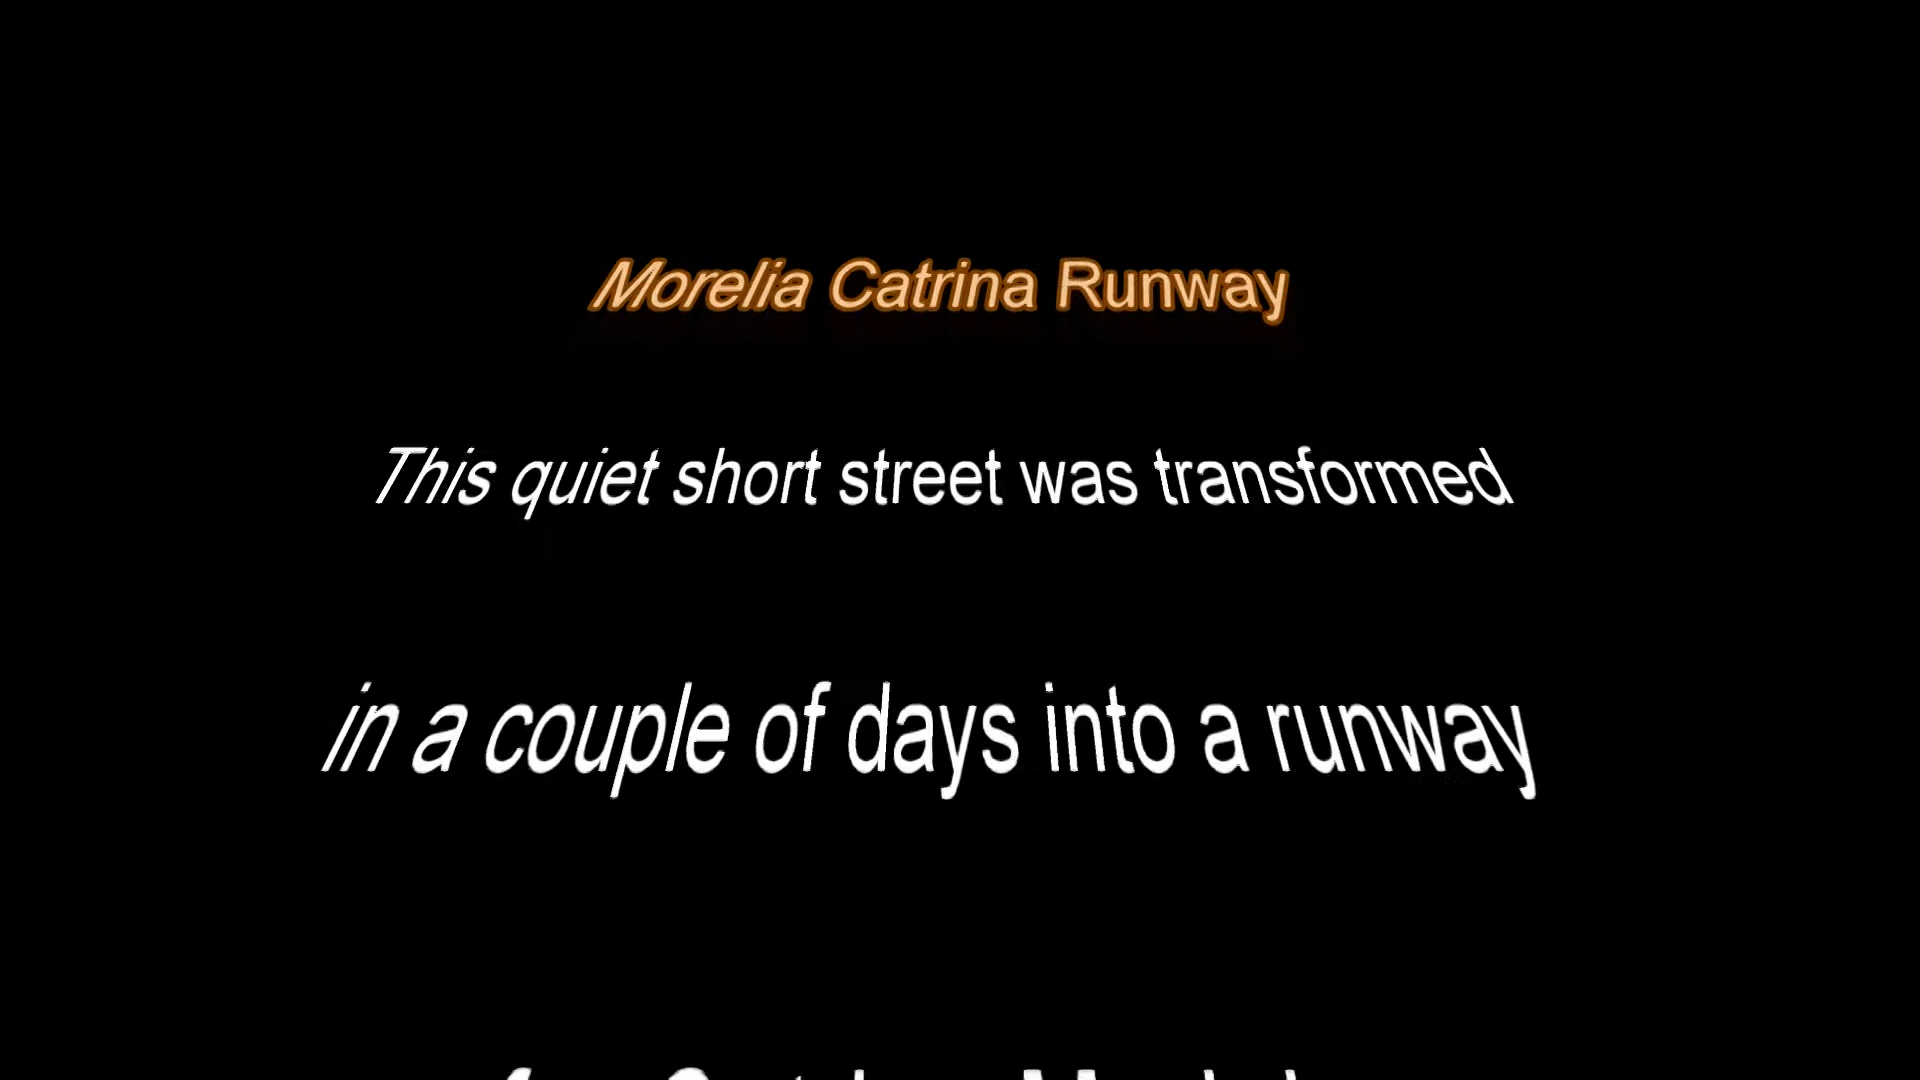 Morelia Catrina Runway
This quiet short street was transformed
in a couple of days into a runway